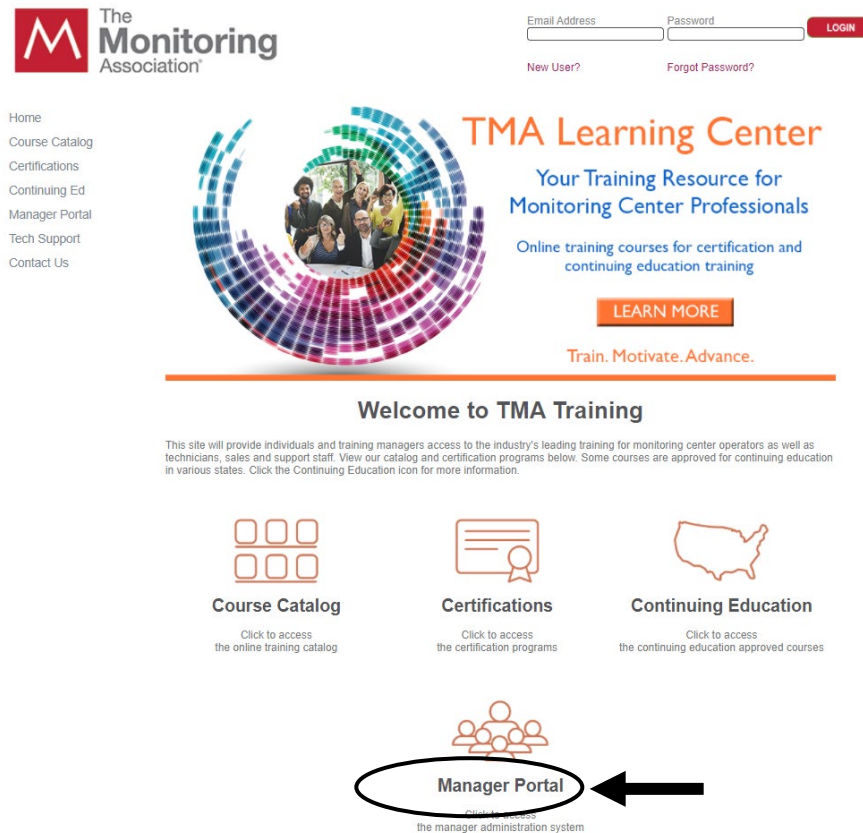 The
Monitoring
Association®
Email Address
Password
LOGIN
New User?
Forgot Password?
Home
Course Catalog
Certifications
Continuing Ed
Manager Portal
Tech Support
Contact Us
TMA Learning Center
Your Training Resource for
Monitoring Center Professionals
Online training courses for certification and
continuing education training
LEARN MORE
Train. Motivate. Advance.
Welcome to TMA Training
This site will provide individuals and training managers access to the industry's leading training for monitoring center operators as well as
technicians, sales and support staff. View our catalog and certification programs below. Some courses are approved for continuing education
in various states. Click the Continuing Education icon for more information.
Course Catalog
Click to access
the online training catalog
Certifications
Click to access
the certification programs
Continuing Education
Click to access
the continuing education approved courses
Manager Portal
Click to access
the manager administration system